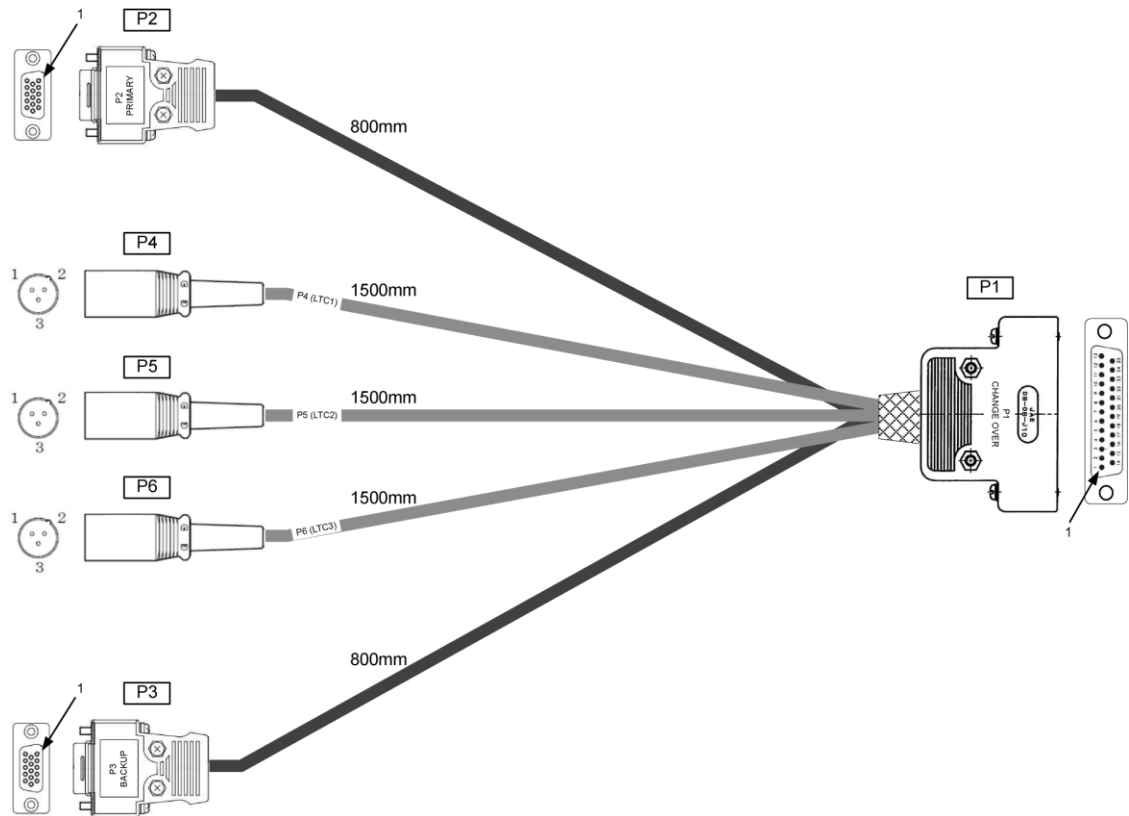 1
P2
P2
PRIMARY
800mm
P4
1
2
3
P4 (LTC1)
1500mm
P5
1
2
3
P5 (LTC2)
1500mm
P6
1
2
3
P6 (LTC3)
1500mm
P1
P1
CHANGE OVER
JAE
1
800mm
1
P3
P3
BACKUP